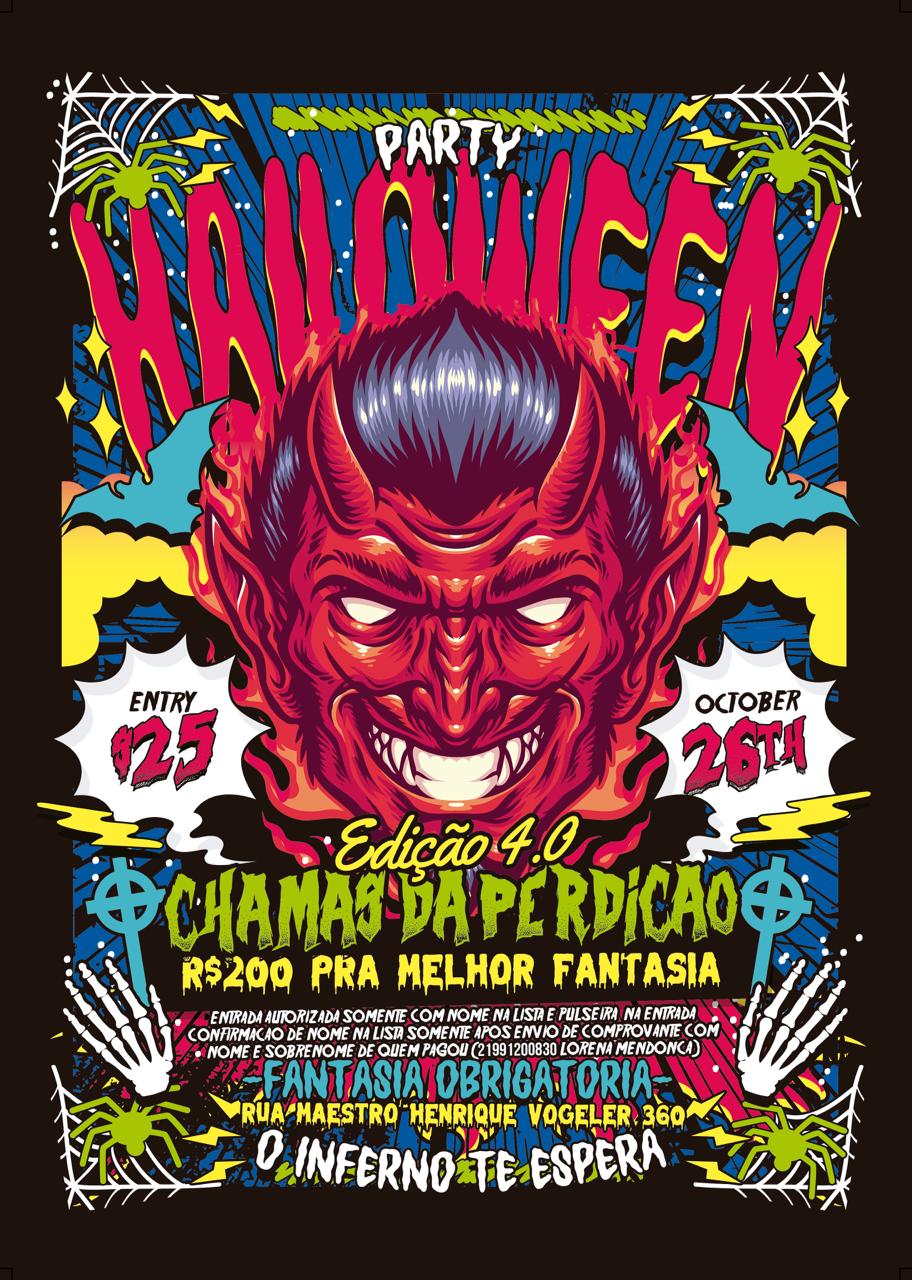 PARTY
HALLOWEEN
ENTRY
$25
OCTOBER
26TH
Edição 4.0
CHAMAS DA PERDiCAO
R$200 PRA MELHOR FANTASIA
ENTRADA AUTORIZADA SOMENTE COM NOME NA LISTA E PULSEIRA NA ENTRADA
CONFIRMACAO DE NOME NA LISTA SOMENTE APOS ENVIO DE COMPROVANTE COM
NOME E SOBRENOME DE QUEM PAGOU (21991200830 LORENA MENDONCA)
-FANTASIA OBRIGATORIA-
RUA MAESTRO HENRIQUE VOGELER 360
O INFERNO TE ESPERA